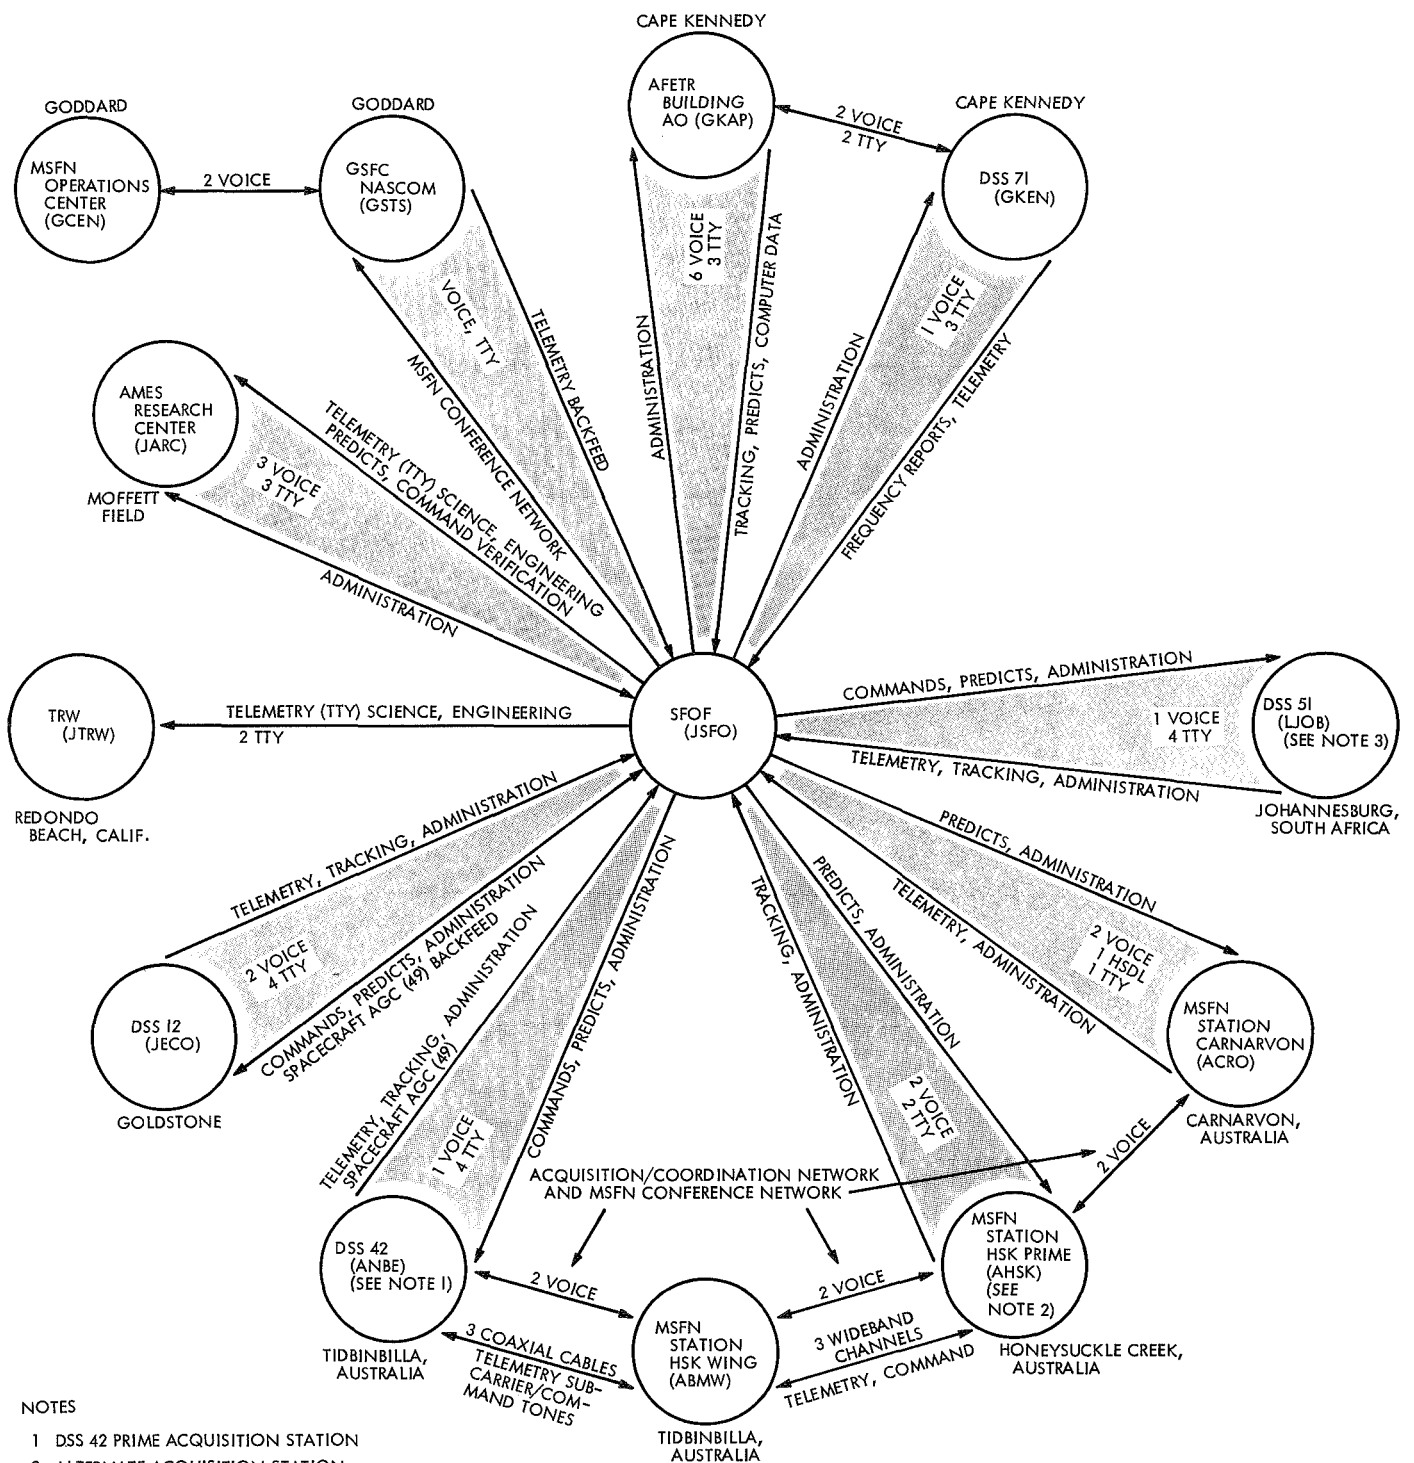 CAPE KENNEDY
AFETR
BUILDING
AO (GKAP)
2 VOICE
2 TTY
CAPE KENNEDY
DSS 71
(GKEN)
GODDARD
MSFN
OPERATIONS
CENTER
(GCEN)
2 VOICE
GODDARD
GSFC
NASCOM
(GSTS)
VOICE, TTY
TELEMETRY BACKFEED
MSFN CONFERENCE NETWORK
6 VOICE
3 TTY
ADMINISTRATION
TRACKING, PREDICTS, COMPUTER DATA
1 VOICE
3 TTY
ADMINISTRATION
FREQUENCY REPORTS, TELEMETRY
AMES
RESEARCH
CENTER
(JARC)
MOFFETT
FIELD
3 VOICE
3 TTY
TELEMETRY (TTY) SCIENCE, ENGINEERING
PREDICTS, COMMAND VERIFICATION
ADMINISTRATION
TRW
(JTRW)
REDONDO
BEACH, CALIF.
TELEMETRY (TTY) SCIENCE, ENGINEERING
2 TTY
SFOF
(JSFO)
COMMANDS, PREDICTS, ADMINISTRATION
1 VOICE
4 TTY
TELEMETRY, TRACKING, ADMINISTRATION
DSS 51
(LJOB)
(SEE NOTE 3)
JOHANNESBURG,
SOUTH AFRICA
TELEMETRY, TRACKING, ADMINISTRATION
2 VOICE
4 TTY
COMMANDS, PREDICTS, ADMINISTRATION
SPACECRAFT AGC (49) BACKFEED
DSS 12
(JECO)
GOLDSTONE
TELEMETRY, TRACKING, ADMINISTRATION
SPACECRAFT AGC (49)
1 VOICE
4 TTY
COMMANDS, PREDICTS, ADMINISTRATION
TRACKING, ADMINISTRATION
PREDICTS, ADMINISTRATION
2 VOICE
2 TTY
PREDICTS, ADMINISTRATION
TELEMETRY, ADMINISTRATION
2 VOICE
1 HSDL
1 TTY
MSFN
STATION
CARNARVON
(ACRO)
CARNARVON,
AUSTRALIA
2 VOICE
ACQUISITION/COORDINATION NETWORK
AND MSFN CONFERENCE NETWORK
DSS 42
(ANBE)
(SEE NOTE 1)
TIDBINBILLA,
AUSTRALIA
2 VOICE
3 COAXIAL CABLES
TELEMETRY SUB-
CARRIER/COM-
MAND TONES
MSFN
STATION
HSK WING
(ABMW)
TIDBINBILLA,
AUSTRALIA
2 VOICE
3 WIDEBAND
CHANNELS
TELEMETRY, COMMAND
MSFN
STATION
HSK PRIME
(AHSK)
(SEE
NOTE 2)
HONEYSUCKLE CREEK,
AUSTRALIA
NOTES
1 DSS 42 PRIME ACQUISITION STATION
2 ALTERNATE ACQUISITION STATION